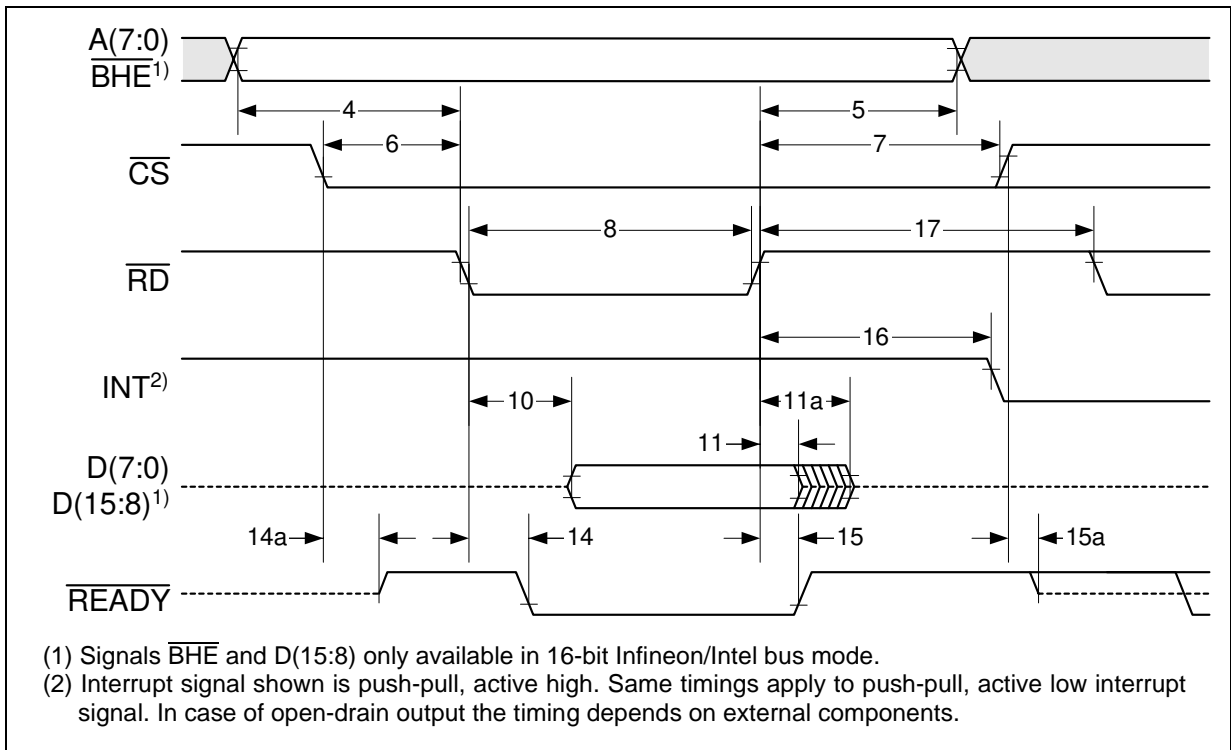 A(7:0)
BHE1)
4
5
6
7
CS
8
17
RD
16
INT2)
10
11a
11
D(7:0)
D(15:8)1)
14a
14
15
15a
READY
(1) Signals BHE and D(15:8) only available in 16-bit Infineon/Intel bus mode.
(2) Interrupt signal shown is push-pull, active high. Same timings apply to push-pull, active low interrupt
signal. In case of open-drain output the timing depends on external components.